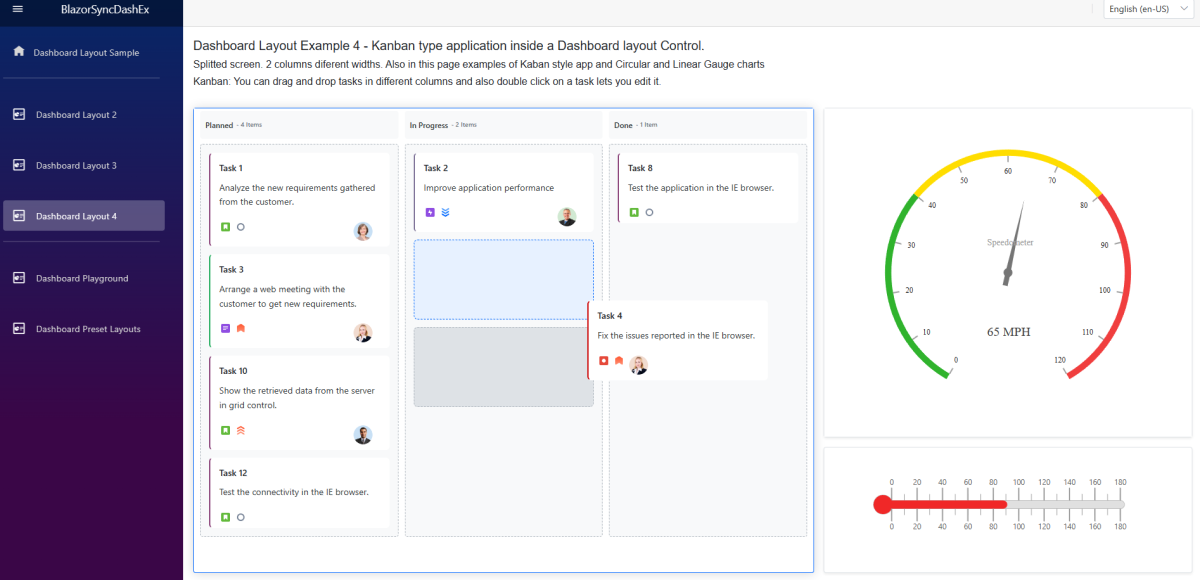 BlazorSyncDashEx
English (en-US)
Dashboard Layout Sample
Dashboard Layout 2
Dashboard Layout 3
Dashboard Layout 4
Dashboard Playground
Dashboard Preset Layouts
Dashboard Layout Example 4 - Kanban type application inside a Dashboard layout Control.
Splitted screen. 2 columns diferent widths. Also in this page examples of Kaban style app and Circular and Linear Gauge charts
Kanban: You can drag and drop tasks in different columns and also double click on a task lets you edit it.
Planned - 4 Items
Task 1
Analyze the new requirements gathered
from the customer.
Task 3
Arrange a web meeting with the
customer to get new requirements.
Task 10
Show the retrieved data from the server
in grid control.
Task 12
Test the connectivity in the IE browser.
In Progress - 2 Items
Task 2
Improve application performance
Task 4
Fix the issues reported in the IE browser.
Done - 1 Item
Task 8
Test the application in the IE browser.
0
10
20
30
40
50
60
70
80
90
100
110
120
Speedometer
65 MPH
0 20 40 60 80 100 120 140 160 180
0 20 40 60 80 100 120 140 160 180